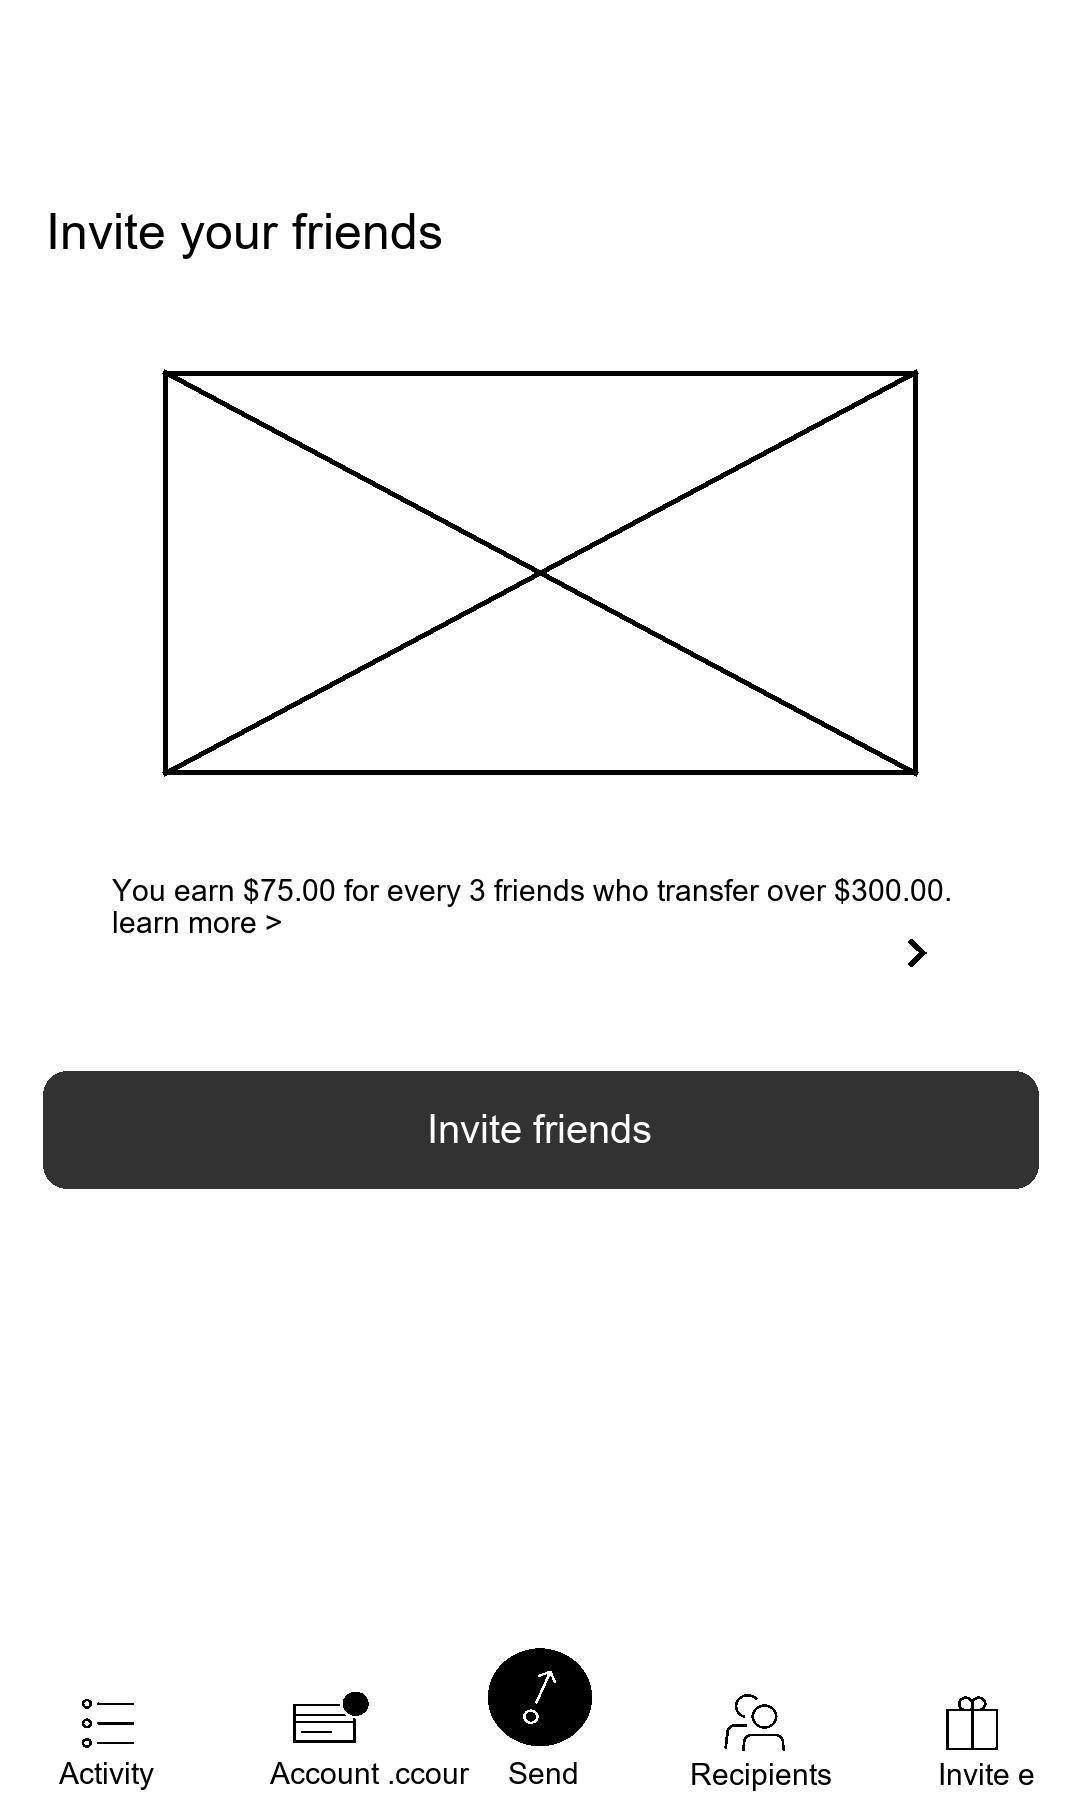 Invite your friends
You earn $75.00 for every 3 friends who transfer over $300.00.
learn more >
Invite friends
Activity
Account .ccour
Send
Recipients
Invite e